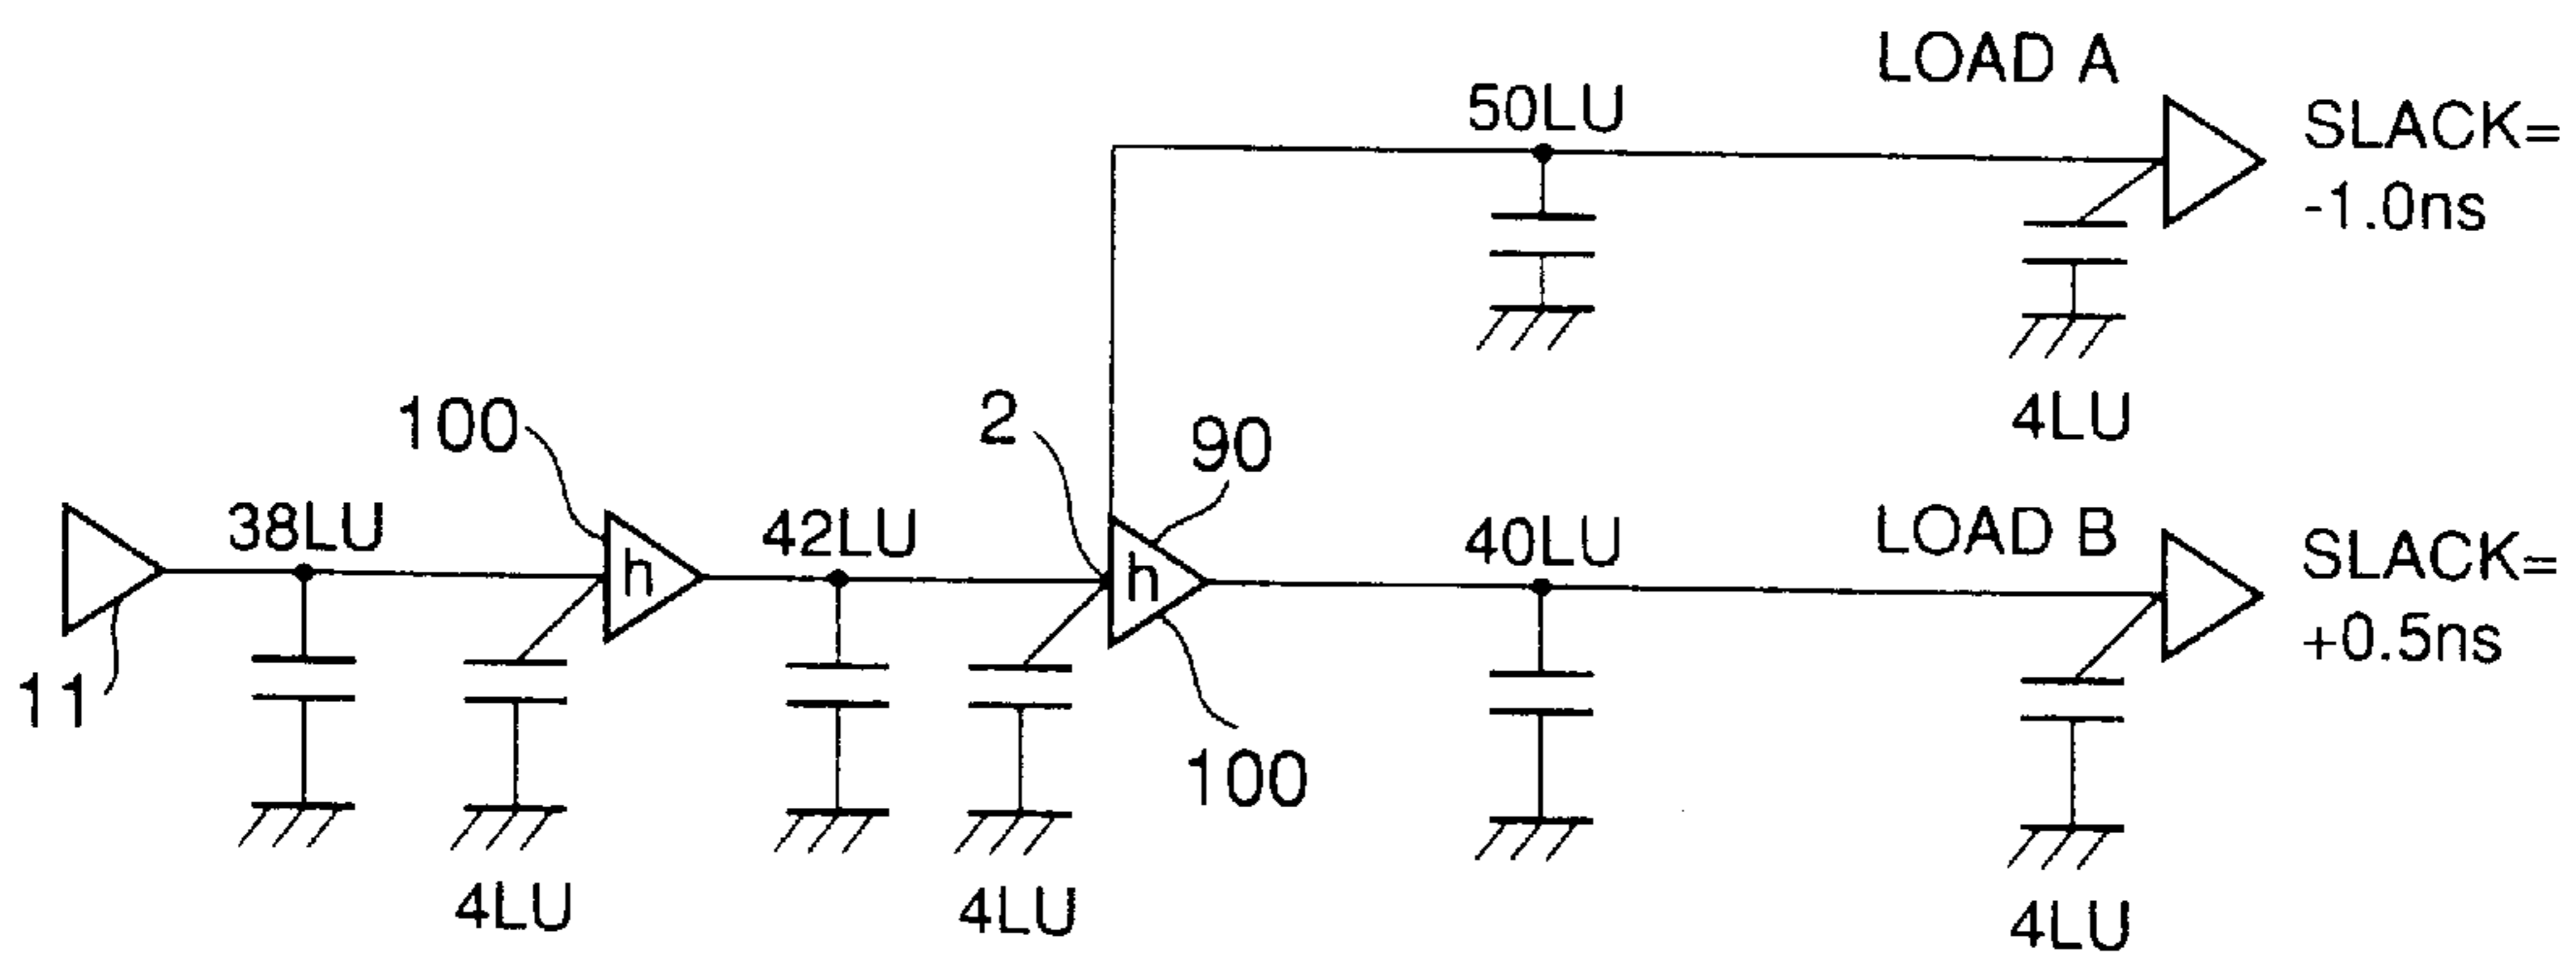 LOAD A
50LU
SLACK=
-1.0ns
4LU
100
2
90
38LU
h
42LU
h
40LU
LOAD B
SLACK=
+0.5ns
11
100
4LU
4LU
4LU